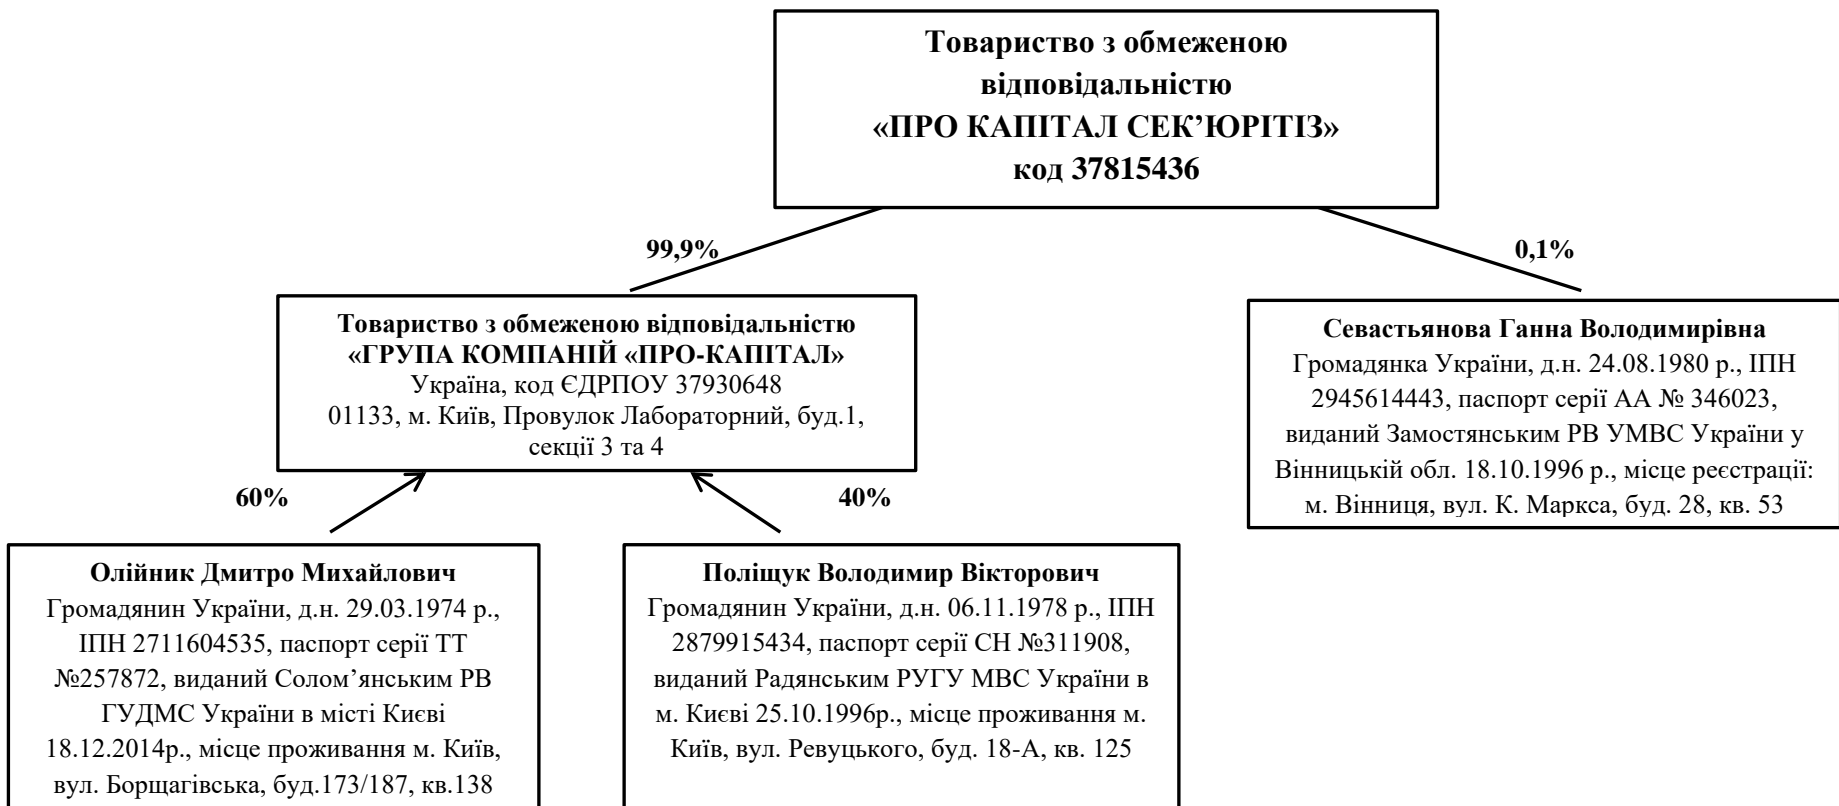 Товариство з обмеженою
відповідальністю
«ПРО КАПІТАЛ СЕК’ЮРІТІЗ»
код 37815436
99,9%
0,1%
Товариство з обмеженою відповідальністю
«ГРУПА КОМПАНІЙ «ПРО-КАПІТАЛ»
Україна, код ЄДРПОУ 37930648
01133, м. Київ, Провулок Лабораторний, буд.1,
секції 3 та 4
Севастьянова Ганна Володимирівна
Громадянка України, д.н. 24.08.1980 р., ІПН
2945614443, паспорт серії АА № 346023,
виданий Замостянським РВ УМВС України у
Вінницькій обл. 18.10.1996 р., місце реєстрації:
м. Вінниця, вул. К. Маркса, буд. 28, кв. 53
60%
40%
Олійник Дмитро Михайлович
Громадянин України, д.н. 29.03.1974 р.,
ІПН 2711604535, паспорт серії ТТ
№257872, виданий Солом’янським РВ
ГУДМС України в місті Києві
18.12.2014р., місце проживання м. Київ,
вул. Борщагівська, буд.173/187, кв.138
Поліщук Володимир Вікторович
Громадянин України, д.н. 06.11.1978 р., ІПН
2879915434, паспорт серії СН №311908,
виданий Радянським РУГУ МВС України в
м. Києві 25.10.1996р., місце проживання м.
Київ, вул. Ревуцького, буд. 18-А, кв. 125